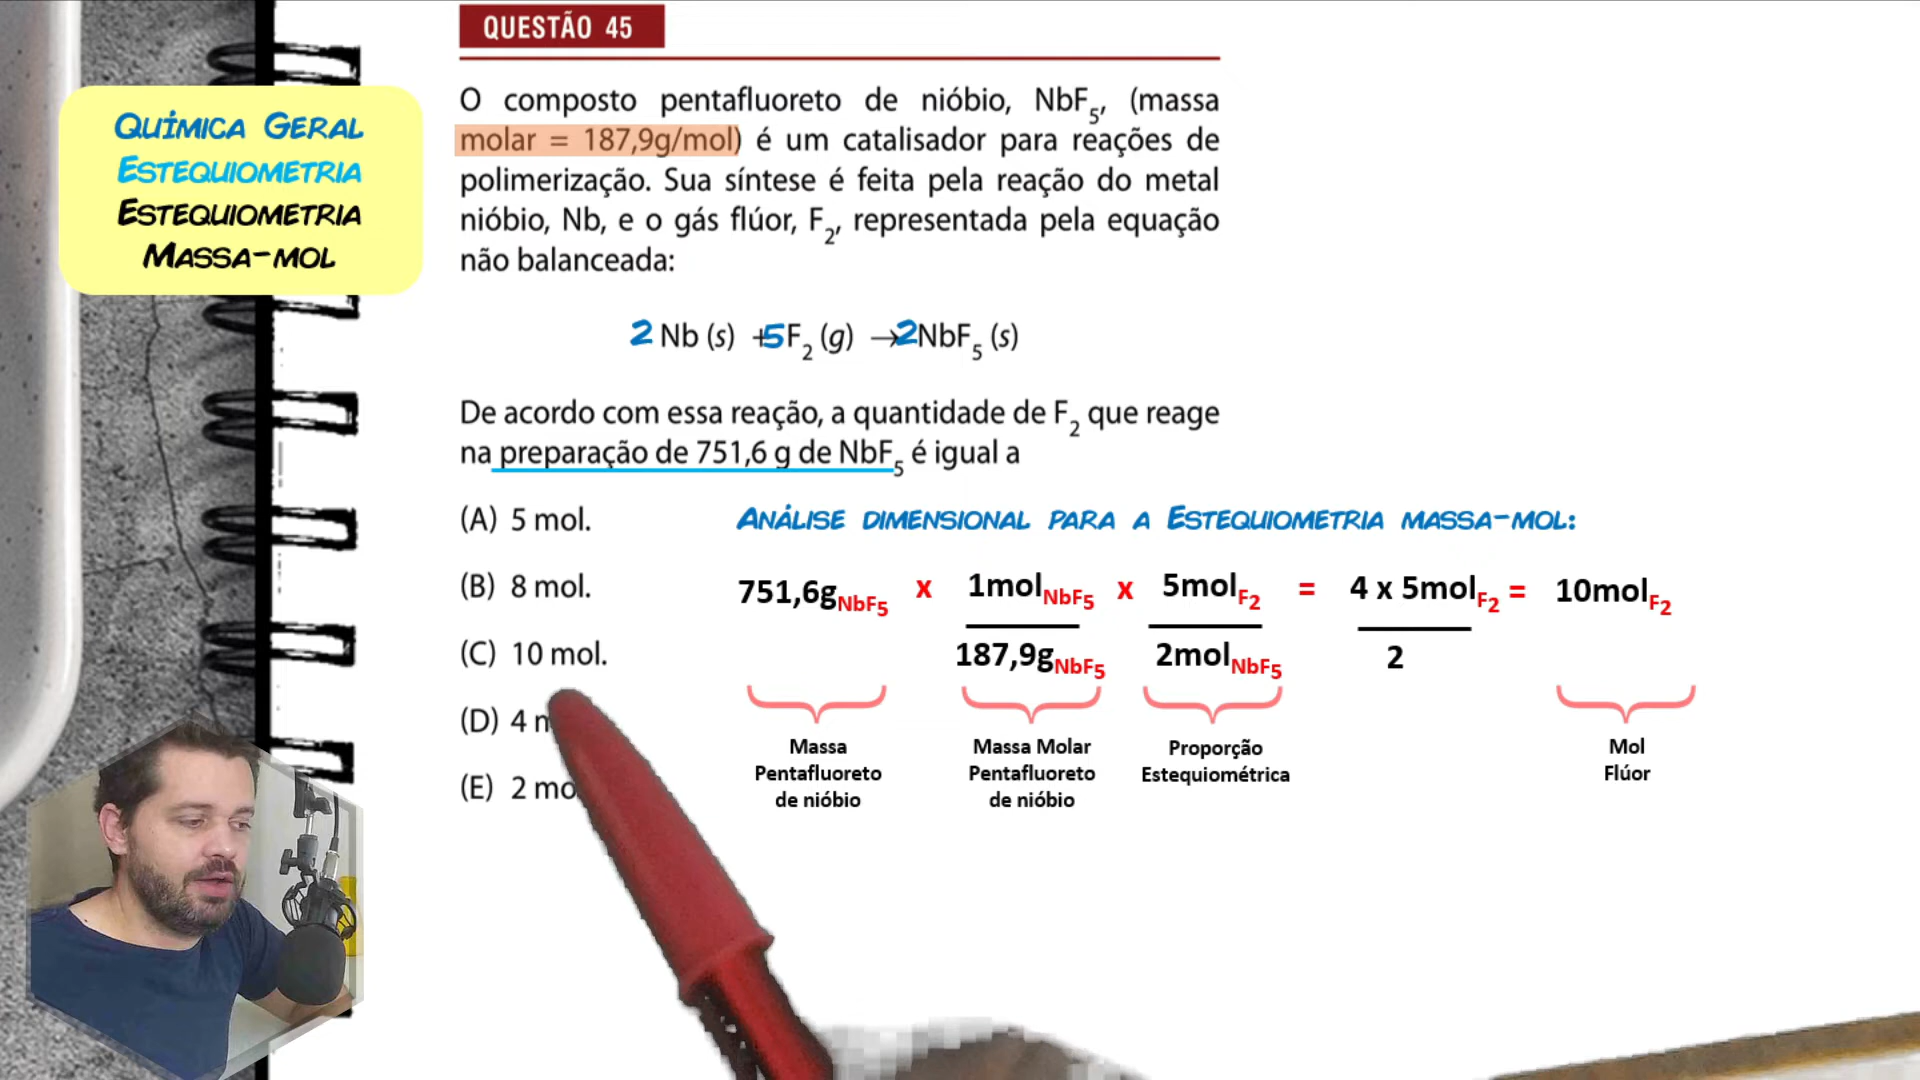 QUESTÃO 45
QUÍMICA GERAL
ESTEQUIOMETRIA
ESTEQUIOMETRIA
MASSA-MOL
O composto pentafluoreto de nióbio, NbF5, (massa
molar = 187,9g/mol) é um catalisador para reações de
polimerização. Sua síntese é feita pela reação do metal
nióbio, Nb, e o gás flúor, F2, representada pela equação
não balanceada:
2 Nb (s) + 5F2 (g) → 2NbF5 (s)
De acordo com essa reação, a quantidade de F2 que reage
na preparação de 751,6 g de NbF5 é igual a
(A) 5 mol.
(B) 8 mol.
(C) 10 mol.
(D) 4
(E) 2
ANÁLISE DIMENSIONAL PARA A ESTEQUIOMETRIA MASSA-MOL:
751,6gNbF5 x 1molNbF5 x 5molF2 = 4 x 5molF2 = 10molF2
187,9gNbF5 2molNbF5 2
Massa
Pentafluoreto
de nióbio
Massa Molar
Pentafluoreto
de nióbio
Proporção
Estequiométrica
Mol
Flúor